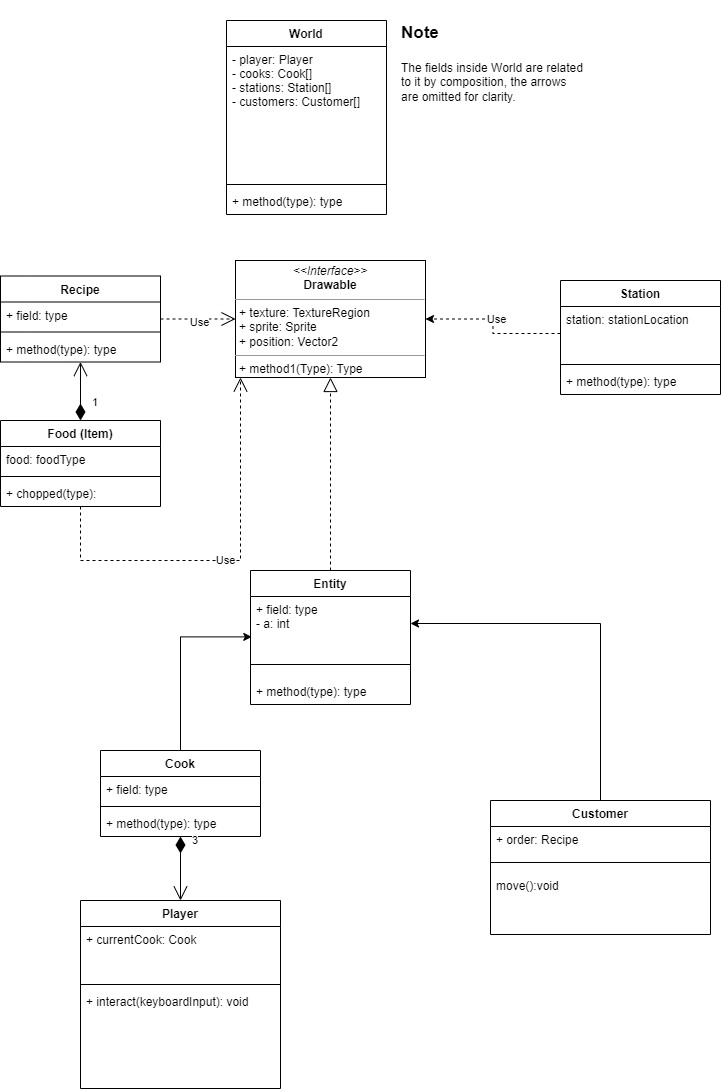 World
- player: Player
- cooks: Cook[]
- stations: Station[]
- customers: Customer[]
+ method(type): type
Note
The fields inside World are related
to it by composition, the arrows
are omitted for clarity.
Recipe
+ field: type
+ method(type): type
Use
<<Interface>>
Drawable
+ texture: TextureRegion
+ sprite: Sprite
+ position: Vector2
+ method1(Type): Type
Use
Station
station: stationLocation
+ method(type): type
1
Food (Item)
food: foodType
+ chopped(type):
Use
Entity
+ field: type
- a: int
+ method(type): type
Cook
+ field: type
+ method(type): type
3
Customer
+ order: Recipe
move():void
Player
+ currentCook: Cook
+ interact(keyboardInput): void